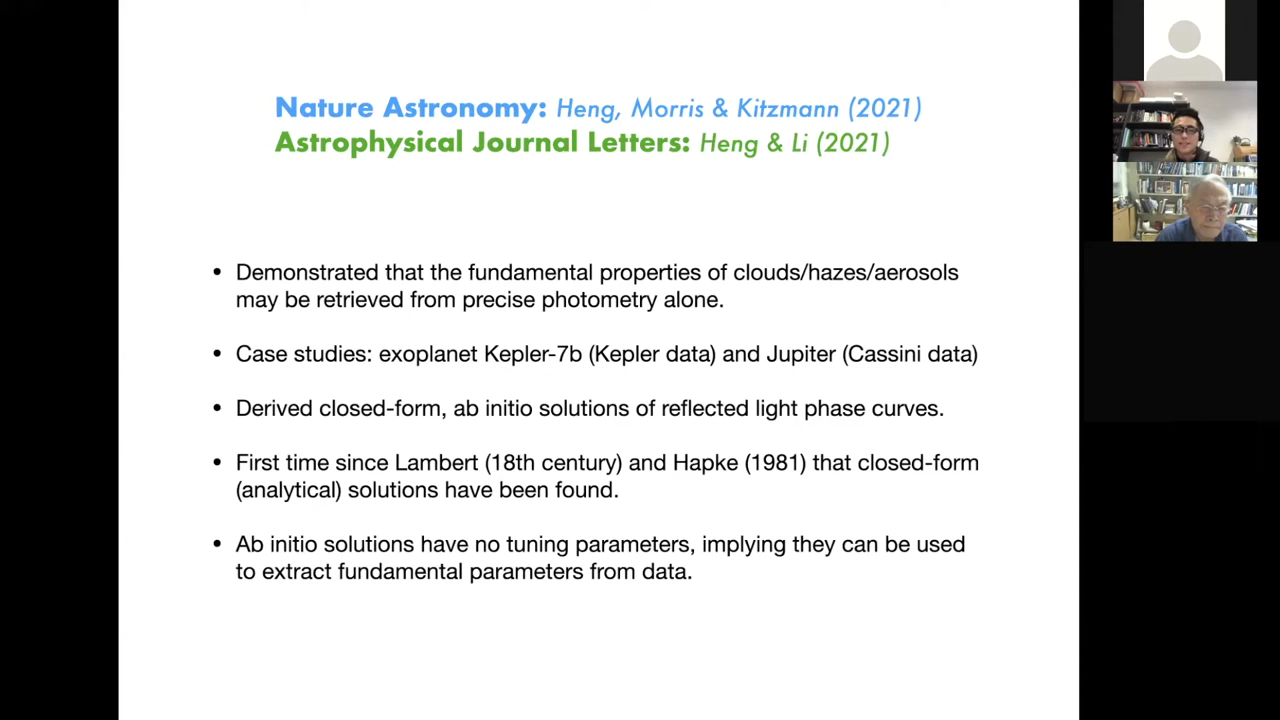 Nature Astronomy: Heng, Morris & Kitzmann (2021)
Astrophysical Journal Letters: Heng & Li (2021)
• Demonstrated that the fundamental properties of clouds/hazes/aerosols
may be retrieved from precise photometry alone.
• Case studies: exoplanet Kepler-7b (Kepler data) and Jupiter (Cassini data)
• Derived closed-form, ab initio solutions of reflected light phase curves.
• First time since Lambert (18th century) and Hapke (1981) that closed-form
(analytical) solutions have been found.
• Ab initio solutions have no tuning parameters, implying they can be used
to extract fundamental parameters from data.